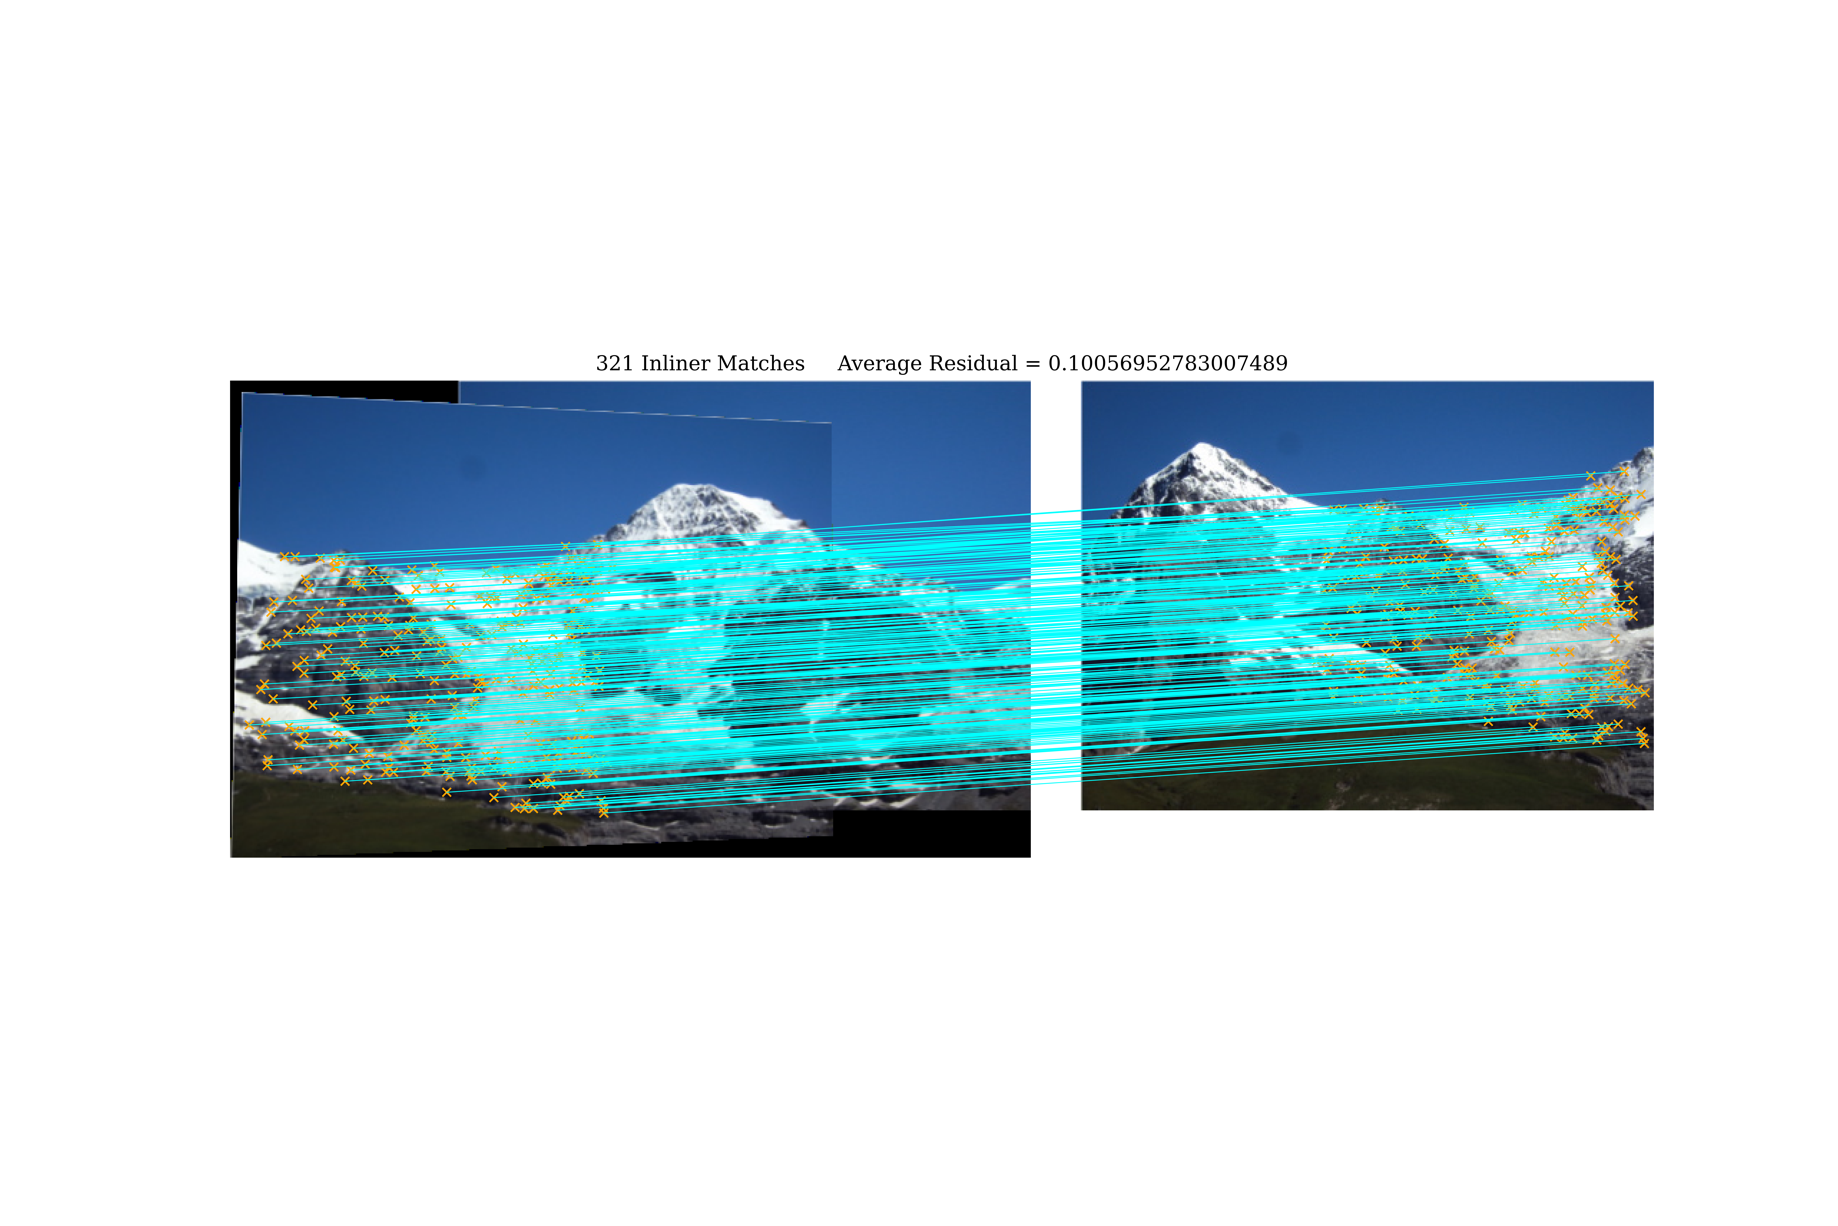 321 Inliner Matches     Average Residual = 0.10056952783007489